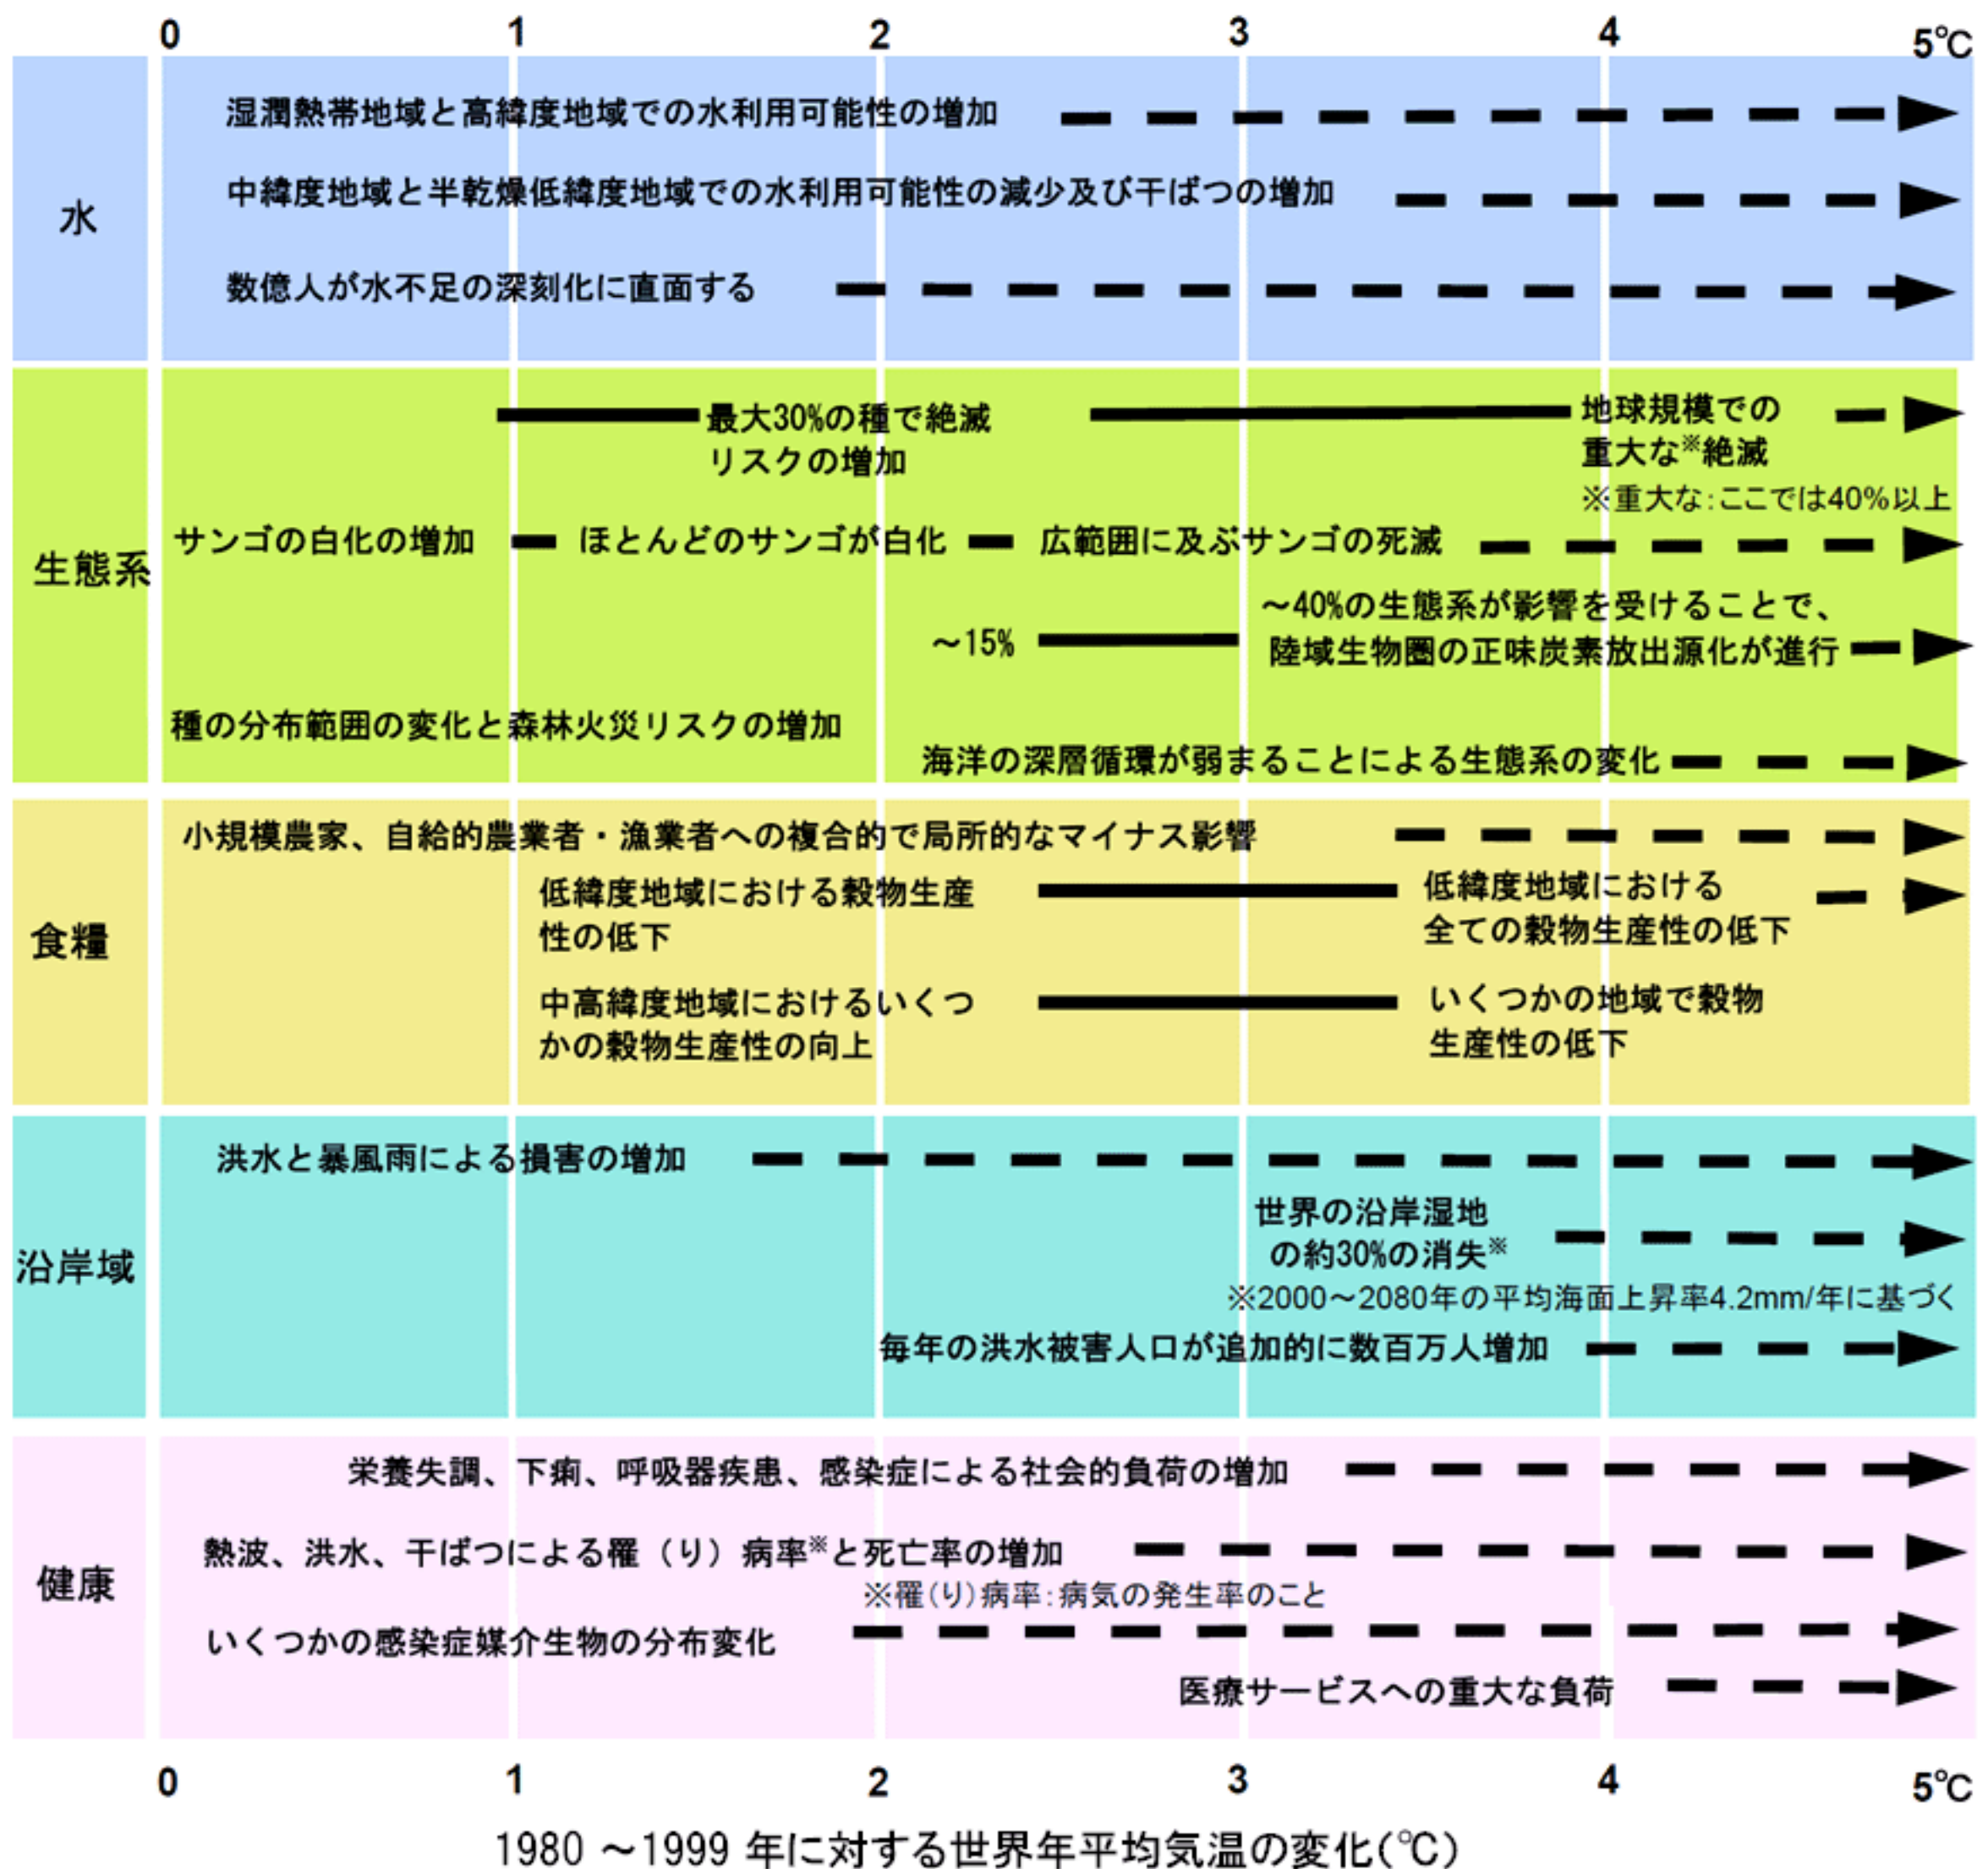 0 1 2 3 4 5℃
水
湿潤熱帯地域と高緯度地域での水利用可能性の増加
中緯度地域と半乾燥低緯度地域での水利用可能性の減少及び干ばつの増加
数億人が水不足の深刻化に直面する
生態系
最大30%の種で絶滅
リスクの増加
地球規模での
重大な※絶滅
※重大な:ここでは40%以上
サンゴの白化の増加
ほとんどのサンゴが白化
広範囲に及ぶサンゴの死滅
～15%
～40%の生態系が影響を受けることで、
陸域生物圏の正味炭素放出源化が進行
種の分布範囲の変化と森林火災リスクの増加
海洋の深層循環が弱まることによる生態系の変化
食糧
小規模農家、自給的農業者・漁業者への複合的で局所的なマイナス影響
低緯度地域における穀物生産
性の低下
低緯度地域における
全ての穀物生産性の低下
中高緯度地域におけるいくつ
かの穀物生産性の向上
いくつかの地域で穀物
生産性の低下
沿岸域
洪水と暴風雨による損害の増加
世界の沿岸湿地
の約30%の消失※
※2000～2080年の平均海面上昇率4.2mm/年に基づく
毎年の洪水被害人口が追加的に数百万人増加
健康
栄養失調、下痢、呼吸器疾患、感染症による社会的負荷の増加
熱波、洪水、干ばつによる罹（り）病率※と死亡率の増加
※罹(り)病率:病気の発生率のこと
いくつかの感染症媒介生物の分布変化
医療サービスへの重大な負荷
0 1 2 3 4 5℃
1980 ～1999 年に対する世界年平均気温の変化(℃)